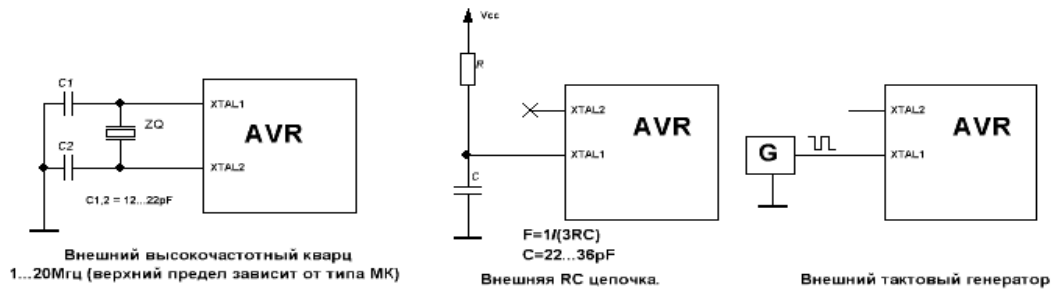 C1
XTAL1
ZQ
AVR
C2
XTAL2
C1,2 = 12...22pF
Внешний высокочастотный кварц
1...20Мгц (верхний предел зависит от типа МК)
Vcc
R
XTAL2
AVR
XTAL1
C
F=1/(3RC)
C=22...36pF
Внешняя RC цепочка.
XTAL2
AVR
G
XTAL1
Внешний тактовый генератор